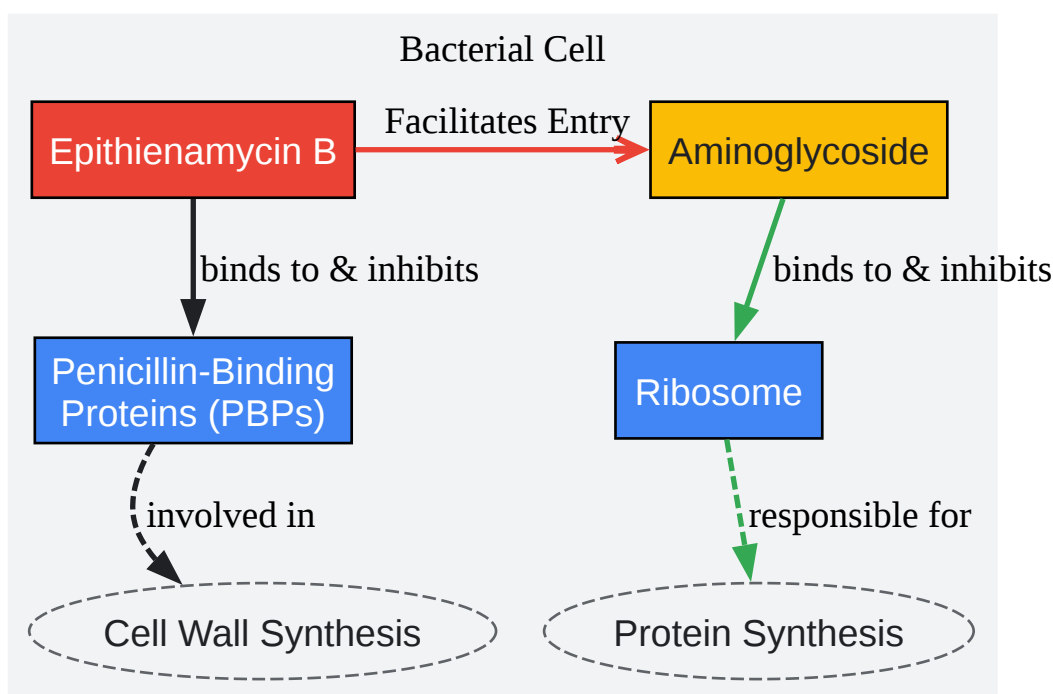 Bacterial Cell
Facilitates Entry
Epithienamycin B
Aminoglycoside
binds to & inhibits
binds to & inhibits
Penicillin-Binding
Proteins (PBPs)
Ribosome
involved in
responsible for
Cell Wall Synthesis
Protein Synthesis